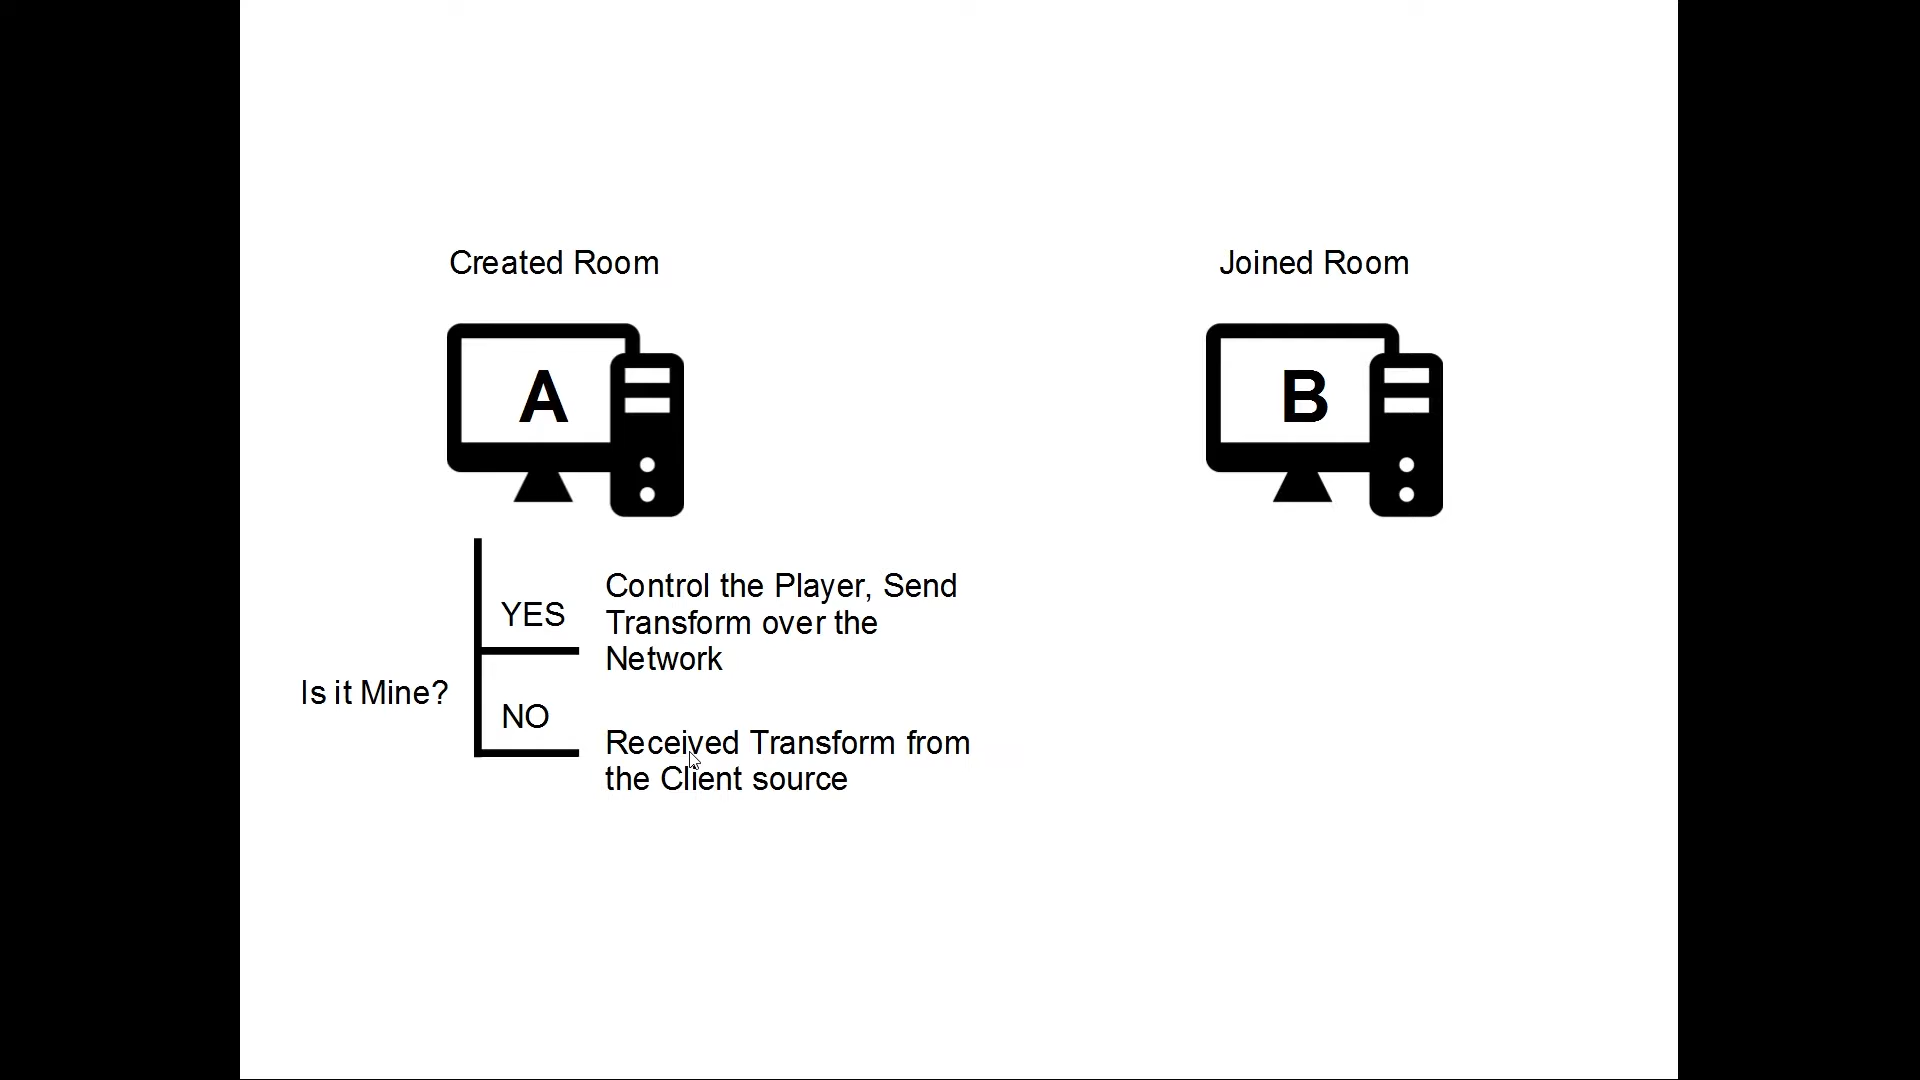 Created Room
Joined Room
A
B
YES
Control the Player, Send
Transform over the
Network
Is it Mine?
NO
Received Transform from
the Client source